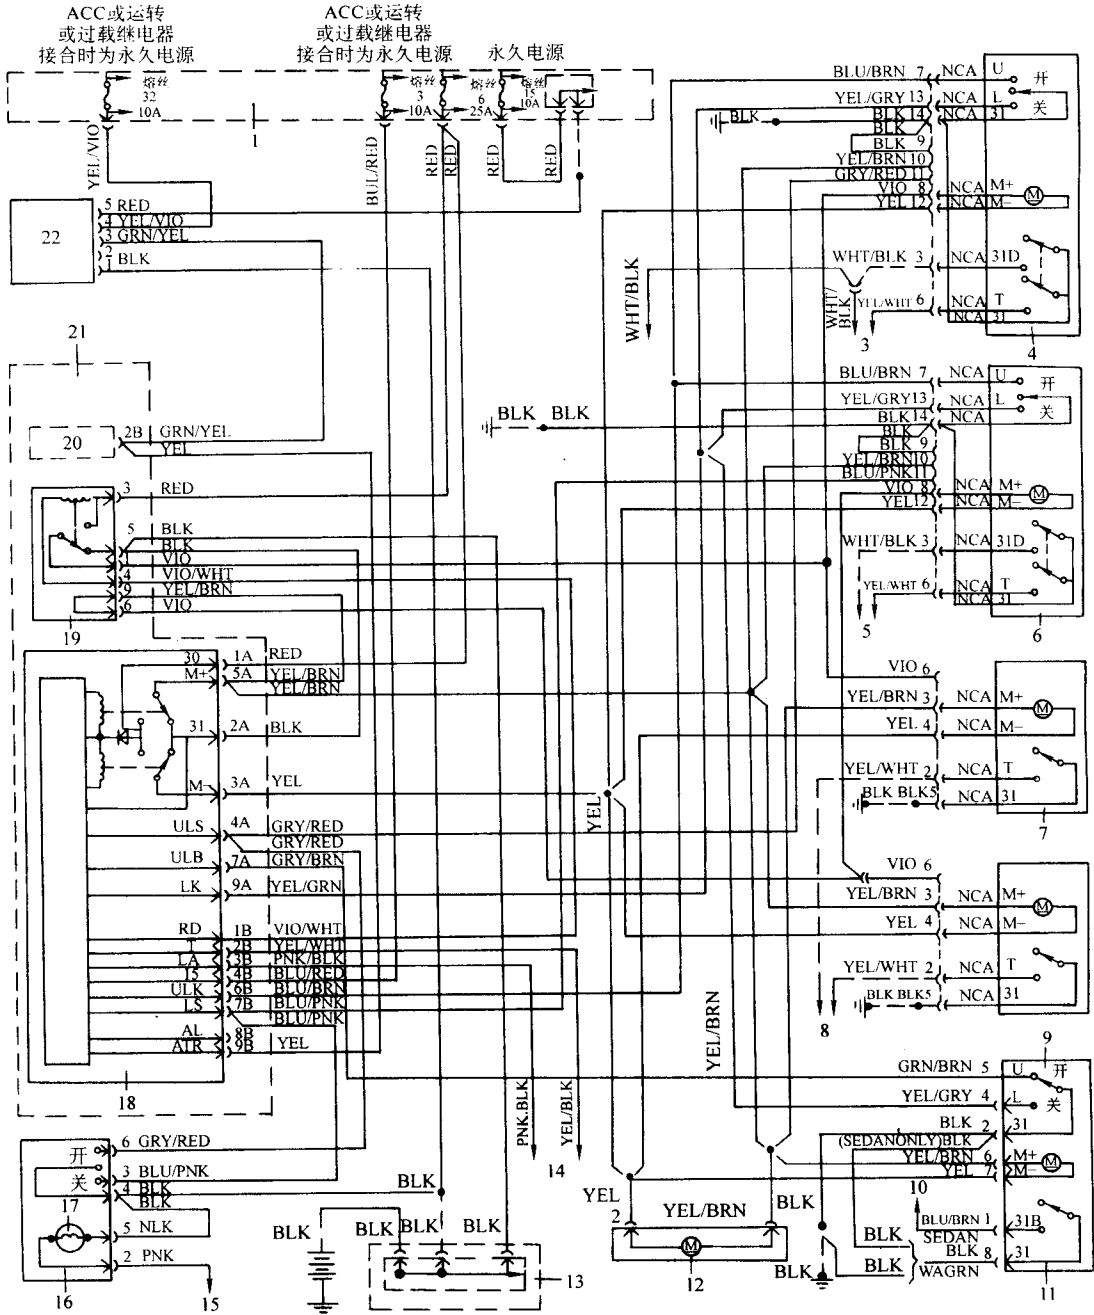 ACC或运转
或过载继电器
接合时为永久电源
ACC或运转
或过载继电器
接合时为永久电源
永久电源
熔丝
32
10A
熔丝
3
10A
熔丝
6
25A
熔丝
15
10A
1
YEL/VIO
BUL/RED
RED
RED
RED
RED
22
5 RED
4 YEL/VIO
3 GRN/YEL
2
1 BLK
21
20
2B GRN/YEL
YEL
3 RED
5 BLK
BLK
1 VIO
4 VIO/WHT
9 YEL/BRN
6 VIO
19
30 1A RED
M+ 5A YEL/BRN
YEL/BRN
31 2A BLK
M- 3A YEL
ULS 4A GRY/RED
GRY/RED
ULB 7A GRY/BRN
LK 9A YEL/GRN
RD 1B VIO/WHT
T 2B YEL/WHT
LA 3B PNK/BLK
15 4B BLU/RED
ULK 6B BLU/BRN
LS 7B BLU/PNK
BLU/PNK
AL 8B
ATR 9B YEL
18
开 6 GRY/RED
关 3 BLU/PNK
4 BLK
BLK
17
5 NLK
2 PNK
16
15
BLK
BLK
BLK
BLK
BLK
13
PNK.BLK
YEL/BLK
14
YEL
YEL
2
YEL/BRN
M
12
YEL/BRN
BLK
BLK
BLU/BRN 7 NCA U 开
YEL/GRY 13 NCA L 关
BLK
BLK 14 NCA 31
BLK
BLK 9
YEL/BRN 10
GRY/RED 11
VIO 8 NCA M+ M
YEL 12 NCA M-
WHT/BLK 3 NCA 31D
WHT/BLK
WHT/
BLK
YEL/WHT 6 NCA T
NCA 31
3
4
BLU/BRN 7 NCA U 开
YEL/GRY 13 NCA L 关
BLK BLK
BLK 14 NCA
BLK
BLK 9
YEL/BRN 10
BLU/PNK 11
VIO 8 NCA M+ M
YEL 12 NCA M-
WHT/BLK 3 NCA 31D
YEL/WHT 6 NCA T
NCA 31
5
6
VIO 6
YEL/BRN 3 NCA M+ M
YEL 4 NCA M-
YEL/WHT 2 NCA T
BLK BLK5 NCA 31
7
VIO 6
YEL/BRN 3 NCA M+ M
YEL 4 NCA M-
YEL/WHT 2 NCA T
BLK BLK5 NCA 31
8
9
GRN/BRN 5 U 开
YEL/GRY 4 L 关
BLK 2 31
(SEDANONLY)BLK
YEL/BRN 6 M+ M
YEL 7 M-
10
BLU/BRN 1 31B
SEDAN
BLK BLK 8 31
BLK WAGRN
11